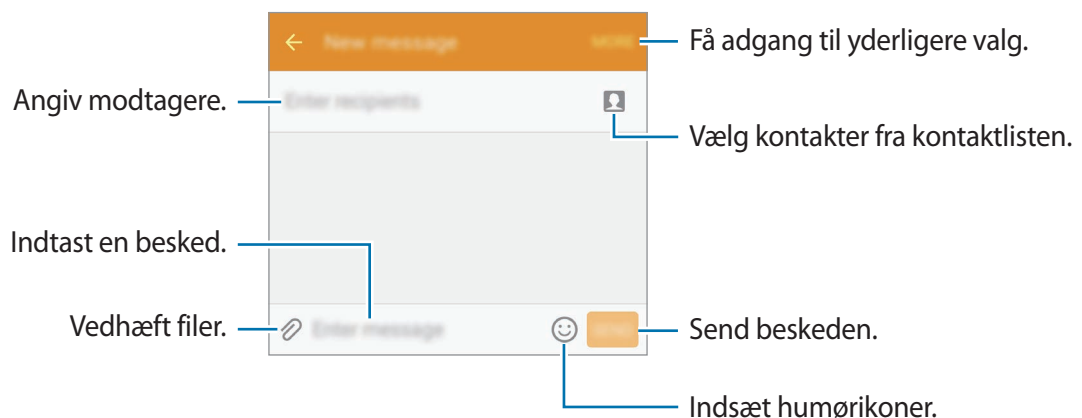 New message
MORE
Få adgang til yderligere valg.
Angiv modtagere.
Enter recipients
Vælg kontakter fra kontaktlisten.
Indtast en besked.
Vedhæft filer.
Enter message
Send beskeden.
Indsæt humørikoner.